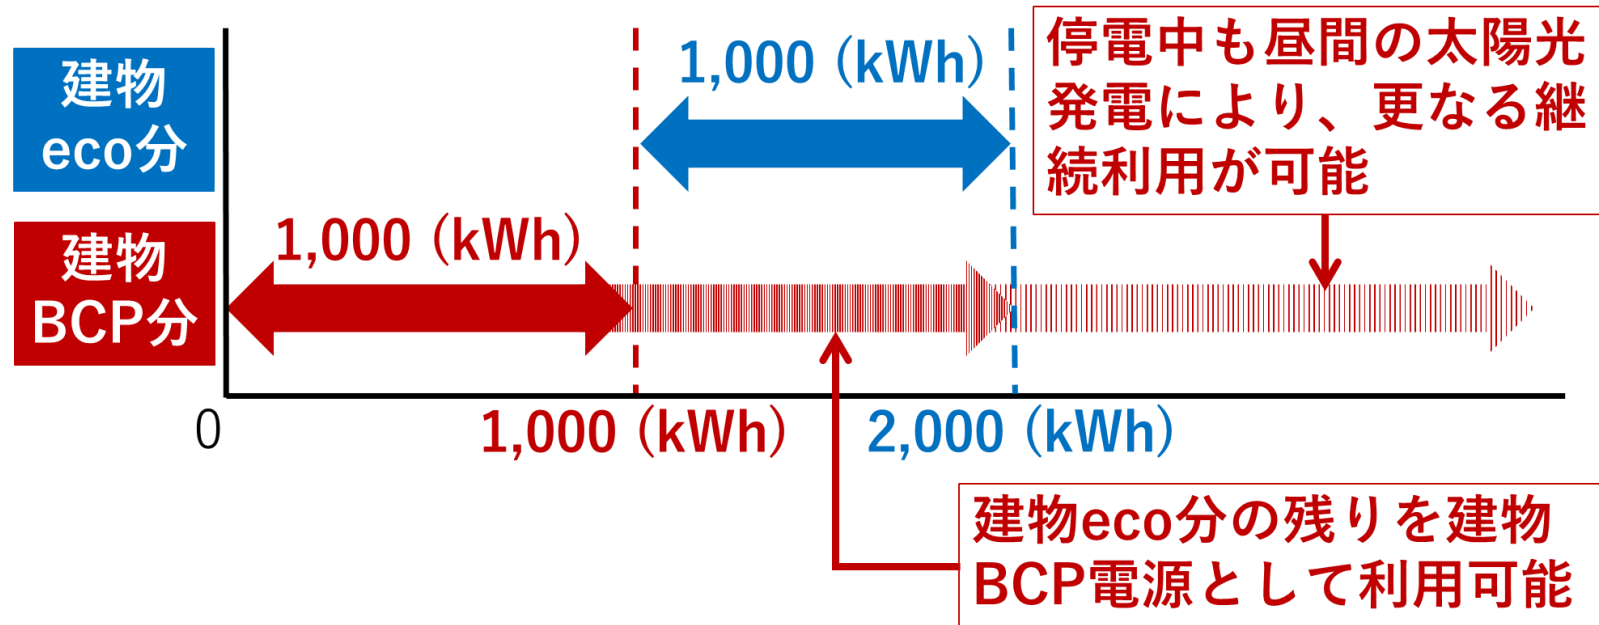 建物
eco分
1,000 (kWh)
停電中も昼間の太陽光
発電により、更なる継
続利用が可能
建物
BCP分
1,000 (kWh)
0
1,000 (kWh)
2,000 (kWh)
建物eco分の残りを建物
BCP電源として利用可能